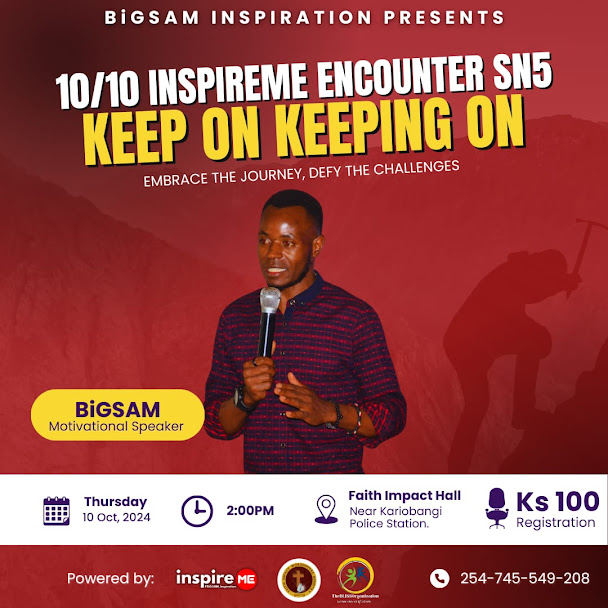 BiGSAM INSPIRATION PRESENTS
10/10 INSPIREME ENCOUNTER SN5
KEEP ON KEEPING ON
EMBRACE THE JOURNEY, DEFY THE CHALLENGES
BiGSAM
Motivational Speaker
Thursday
10 Oct, 2024
2:00PM
Faith Impact Hall
Near Kariobangi
Police Station.
Ks 100
Registration
Powered by:
inspire ME
254-745-549-208